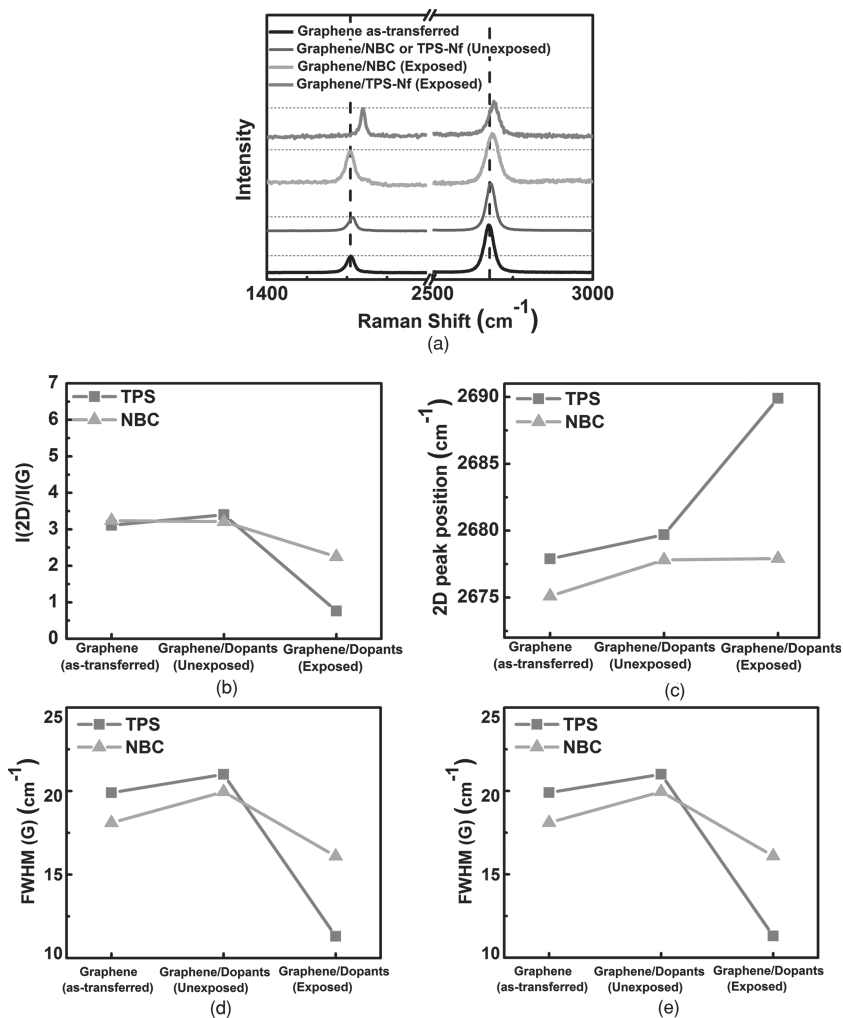 Graphene as-transferred
Graphene/NBC or TPS-Nf (Unexposed)
Graphene/NBC (Exposed)
Graphene/TPS-Nf (Exposed)
Intensity
1400
2500
3000
Raman Shift (cm⁻¹)
(a)
7
6
5
4
3
2
1
0
I(2D)/I(G)
TPS
NBC
Graphene
(as-transferred)
Graphene/Dopants
(Unexposed)
Graphene/Dopants
(Exposed)
(b)
2690
2685
2680
2675
2D peak position (cm⁻¹)
TPS
NBC
Graphene
(as-transferred)
Graphene/Dopants
(Unexposed)
Graphene/Dopants
(Exposed)
(c)
25
20
15
10
FWHM (G) (cm⁻¹)
TPS
NBC
Graphene
(as-transferred)
Graphene/Dopants
(Unexposed)
Graphene/Dopants
(Exposed)
(d)
25
20
15
10
FWHM (G) (cm⁻¹)
TPS
NBC
Graphene
(as-transferred)
Graphene/Dopants
(Unexposed)
Graphene/Dopants
(Exposed)
(e)